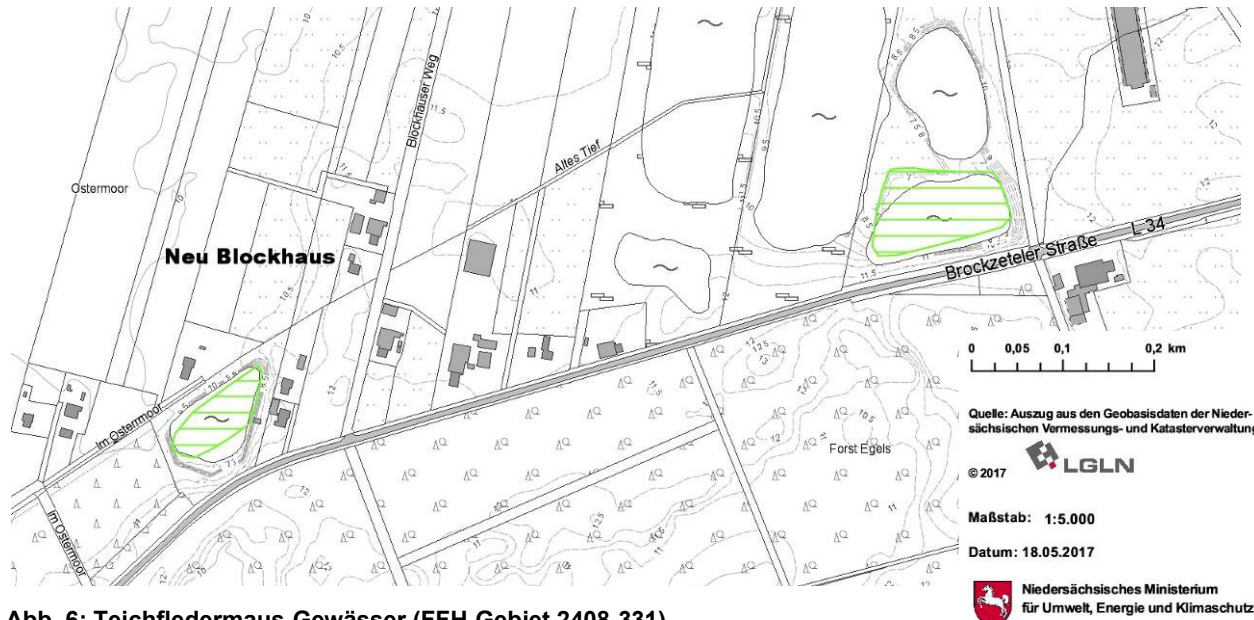 Ostermoor
Neu Blockhaus
Blockhauser Weg
Altes Tief
Im Ostermoor
Im Ostermoor
Brockzeteler Straße L 34
Forst Egels
0 0,05 0,1 0,2 km
Quelle: Auszug aus den Geobasisdaten der Nieder-
sächsischen Vermessungs- und Katasterverwaltung
© 2017 LGLN
Maßstab: 1:5.000
Datum: 18.05.2017
Niedersächsisches Ministerium
für Umwelt, Energie und Klimaschutz
Abb. 6: Teichfledermaus-Gewässer (FFH-Gebiet 2408-331)